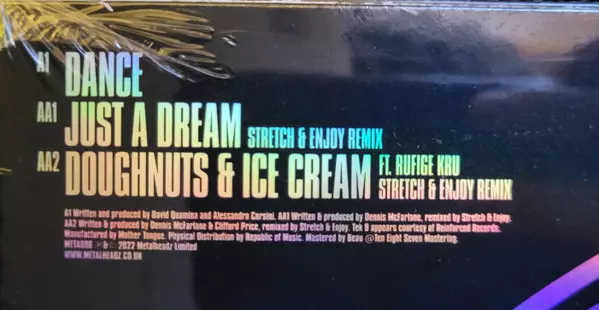 A1 DANCE
AA1 JUST A DREAM STRETCH & ENJOY REMIX
AA2 DOUGHNUTS & ICE CREAM FT. RUFIGE KRU STRETCH & ENJOY REMIX
A1 Written and produced by David Quamina and Alessandro Corsini. AA1 Written & produced by Dennis McFarlane, remixed by Stretch & Enjoy.
AA2 Written & produced by Dennis McFarlane & Clifford Price, remixed by Stretch & Enjoy. Tek 9 appears courtesy of Reinforced Records.
Manufactured by Mother Tongue. Physical Distribution by Republic of Music. Mastered by Beau @Ten Eight Seven Mastering.
META096 ℗ & © 2022 Metalheadz Limited
WWW.METALHEADZ.CO.UK